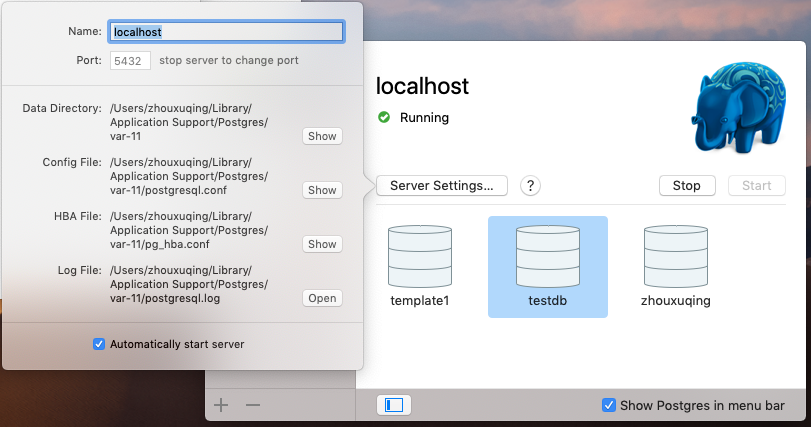 Name: localhost
Port: 5432 stop server to change port
Data Directory: /Users/zhouxuqing/Library/
Application Support/Postgres/
var-11
Show
Config File: /Users/zhouxuqing/Library/
Application Support/Postgres/
var-11/postgresql.conf
Show
HBA File: /Users/zhouxuqing/Library/
Application Support/Postgres/
var-11/pg_hba.conf
Show
Log File: /Users/zhouxuqing/Library/
Application Support/Postgres/
var-11/postgresql.log
Open
Automatically start server
localhost
Running
Server Settings... ? Stop Start
template1 testdb zhouxuqing
Show Postgres in menu bar